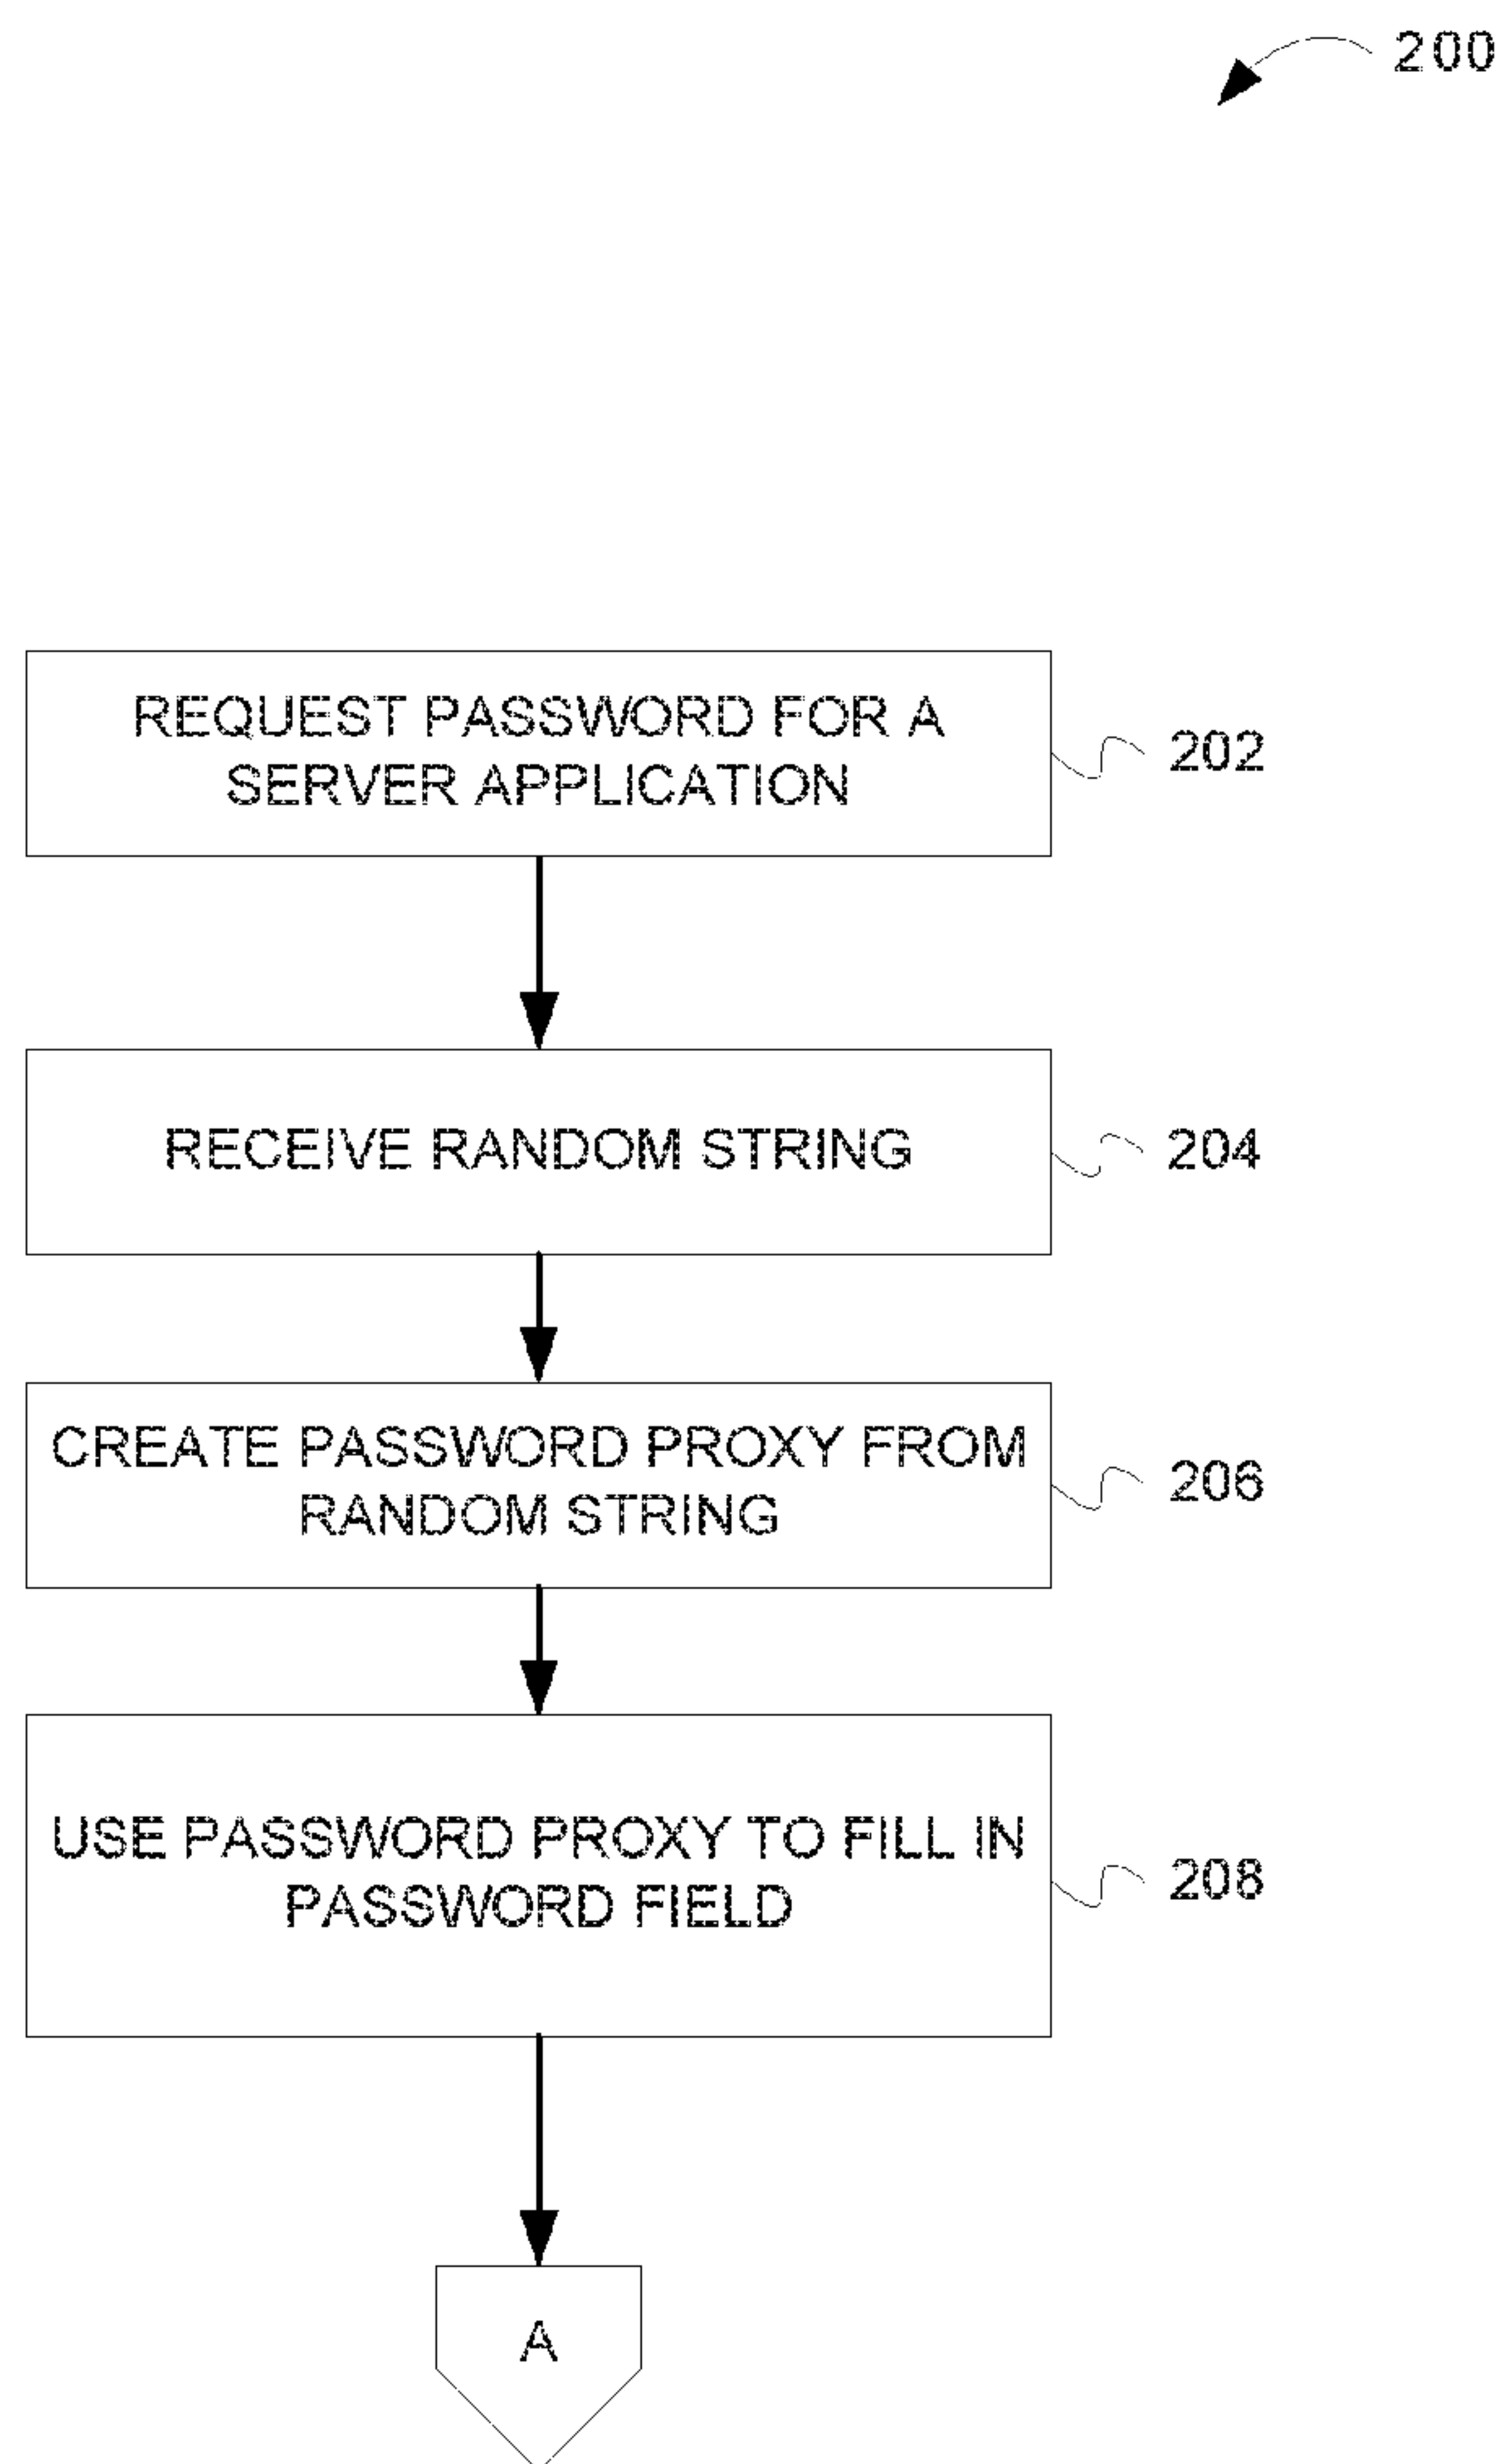 200
REQUEST PASSWORD FOR A
SERVER APPLICATION
202
RECEIVE RANDOM STRING
204
CREATE PASSWORD PROXY FROM
RANDOM STRING
206
USE PASSWORD PROXY TO FILL IN
PASSWORD FIELD
208
A